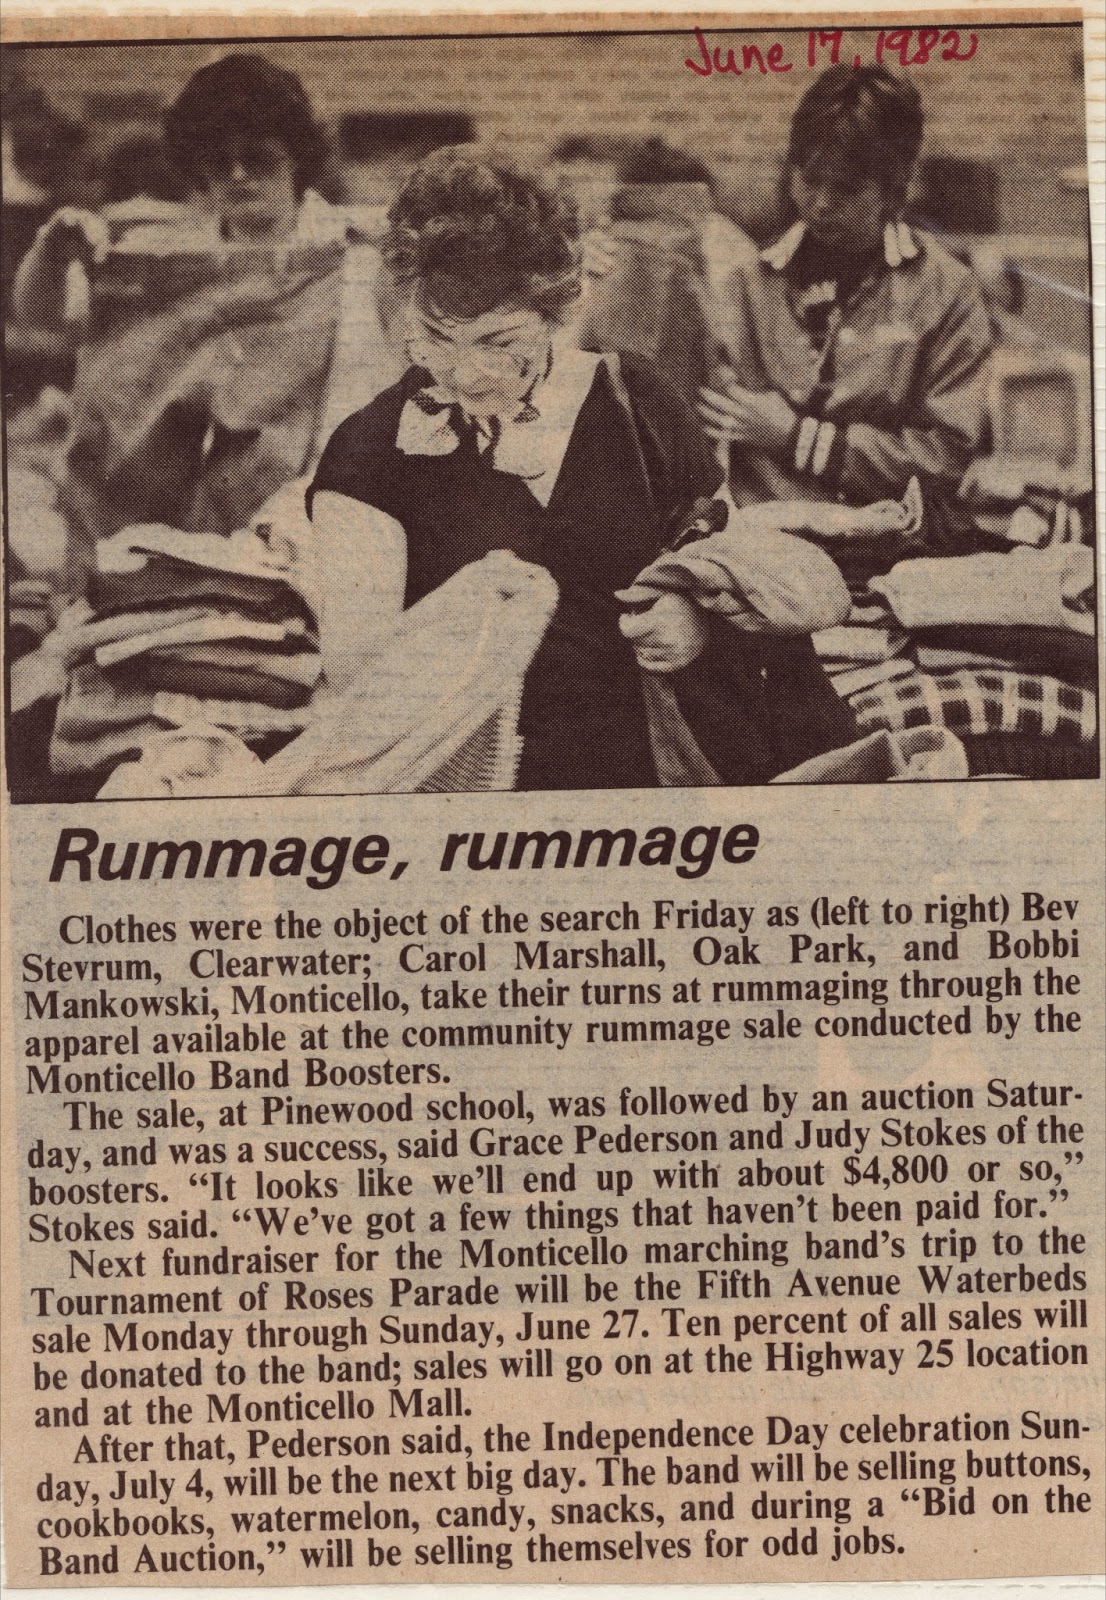 June 17, 1982
Rummage, rummage
Clothes were the object of the search Friday as (left to right) Bev
Stevrum, Clearwater; Carol Marshall, Oak Park, and Bobbi
Mankowski, Monticello, take their turns at rummaging through the
apparel available at the community rummage sale conducted by the
Monticello Band Boosters.
The sale, at Pinewood school, was followed by an auction Satur-
day, and was a success, said Grace Pederson and Judy Stokes of the
boosters. “It looks like we’ll end up with about $4,800 or so,”
Stokes said. “We’ve got a few things that haven’t been paid for.”
Next fundraiser for the Monticello marching band’s trip to the
Tournament of Roses Parade will be the Fifth Avenue Waterbeds
sale Monday through Sunday, June 27. Ten percent of all sales will
be donated to the band; sales will go on at the Highway 25 location
and at the Monticello Mall.
After that, Pederson said, the Independence Day celebration Sun-
day, July 4, will be the next big day. The band will be selling buttons,
cookbooks, watermelon, candy, snacks, and during a “Bid on the
Band Auction,” will be selling themselves for odd jobs.